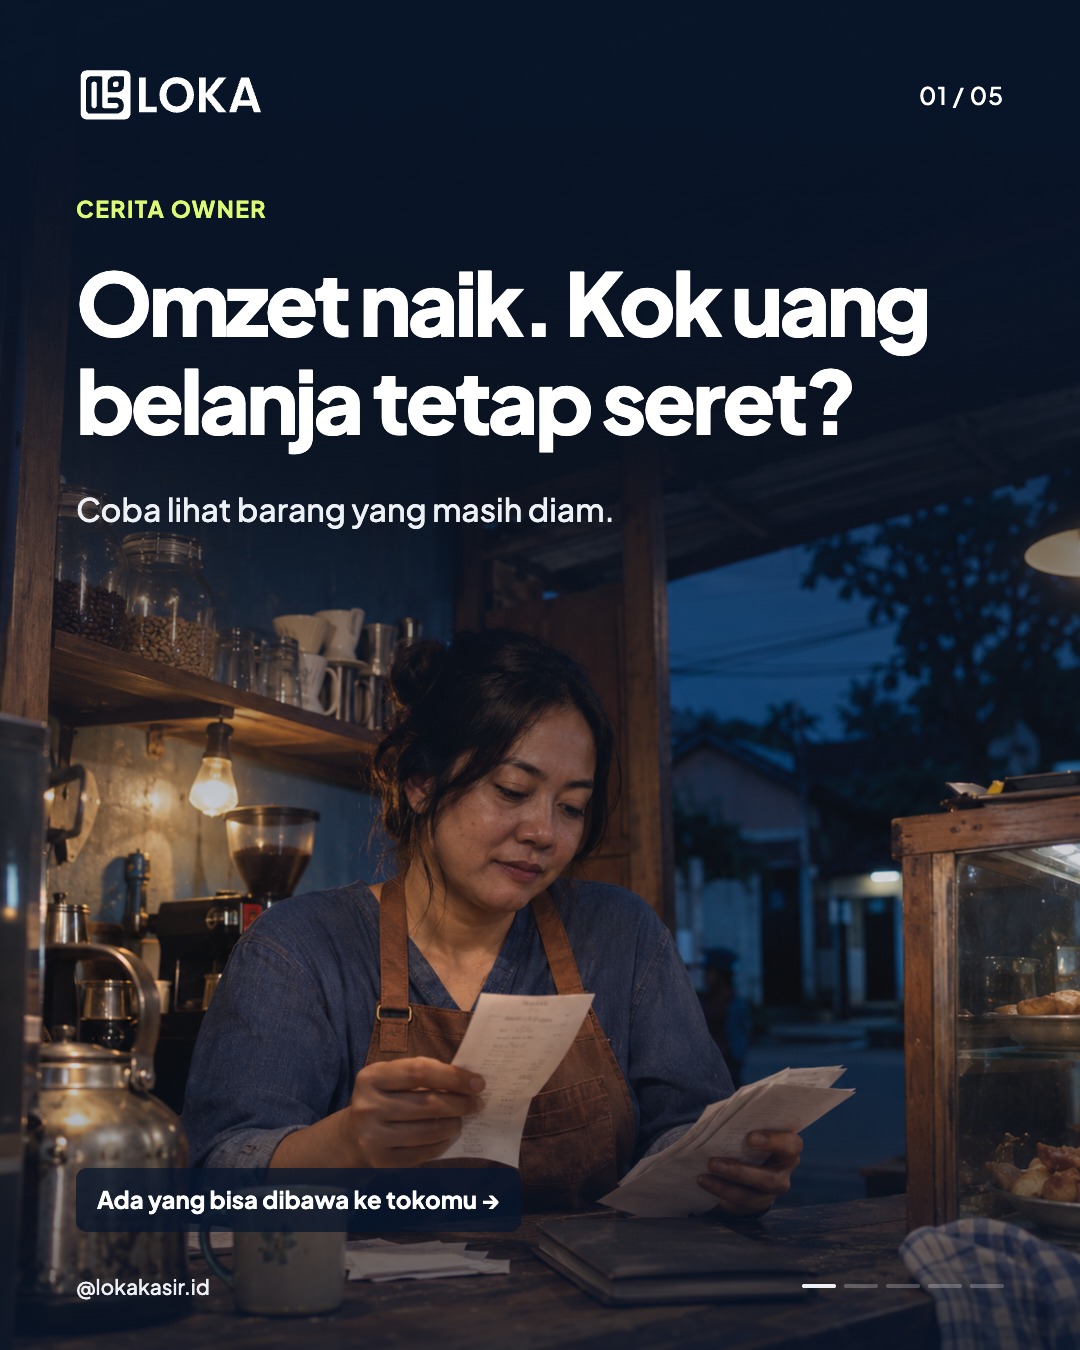 LOKA
01 / 05
CERITA OWNER
Omzet naik. Kok uang
belanja tetap seret?
Coba lihat barang yang masih diam.
Ada yang bisa dibawa ke tokomu →
@lokakasir.id